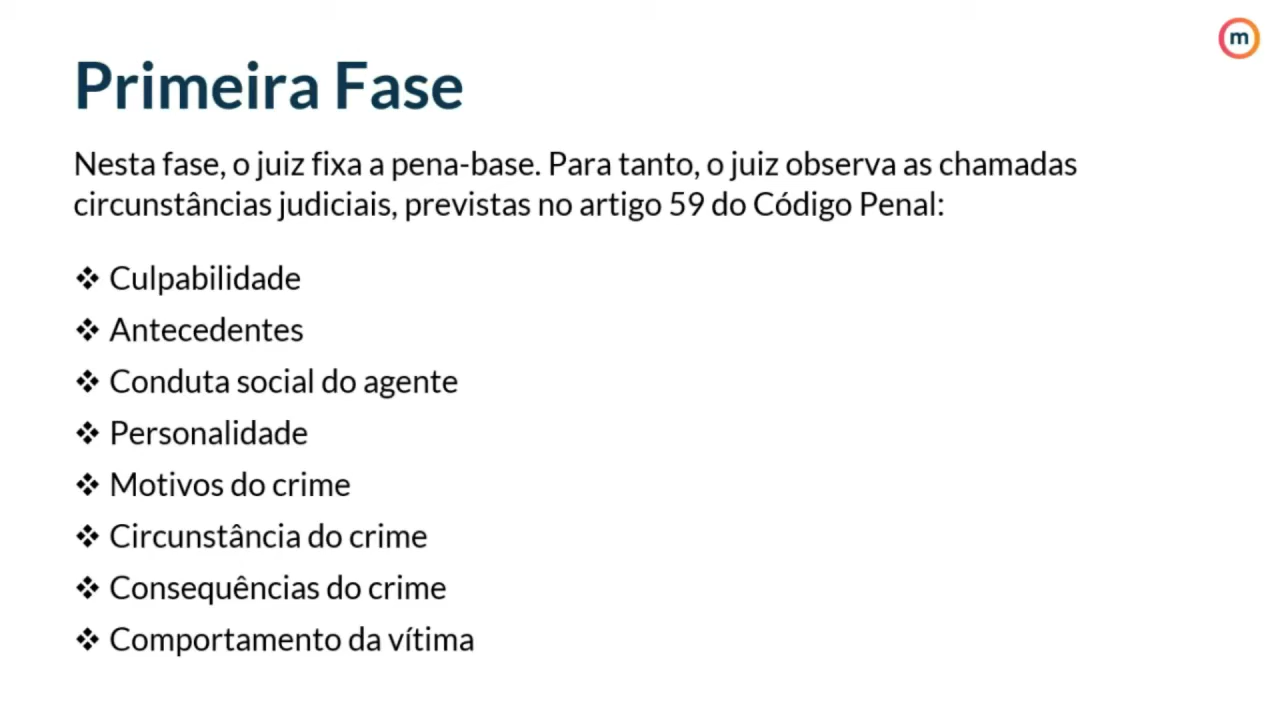 m
Primeira Fase
Nesta fase, o juiz fixa a pena-base. Para tanto, o juiz observa as chamadas
circunstâncias judiciais, previstas no artigo 59 do Código Penal:
❖ Culpabilidade
❖ Antecedentes
❖ Conduta social do agente
❖ Personalidade
❖ Motivos do crime
❖ Circunstância do crime
❖ Consequências do crime
❖ Comportamento da vítima